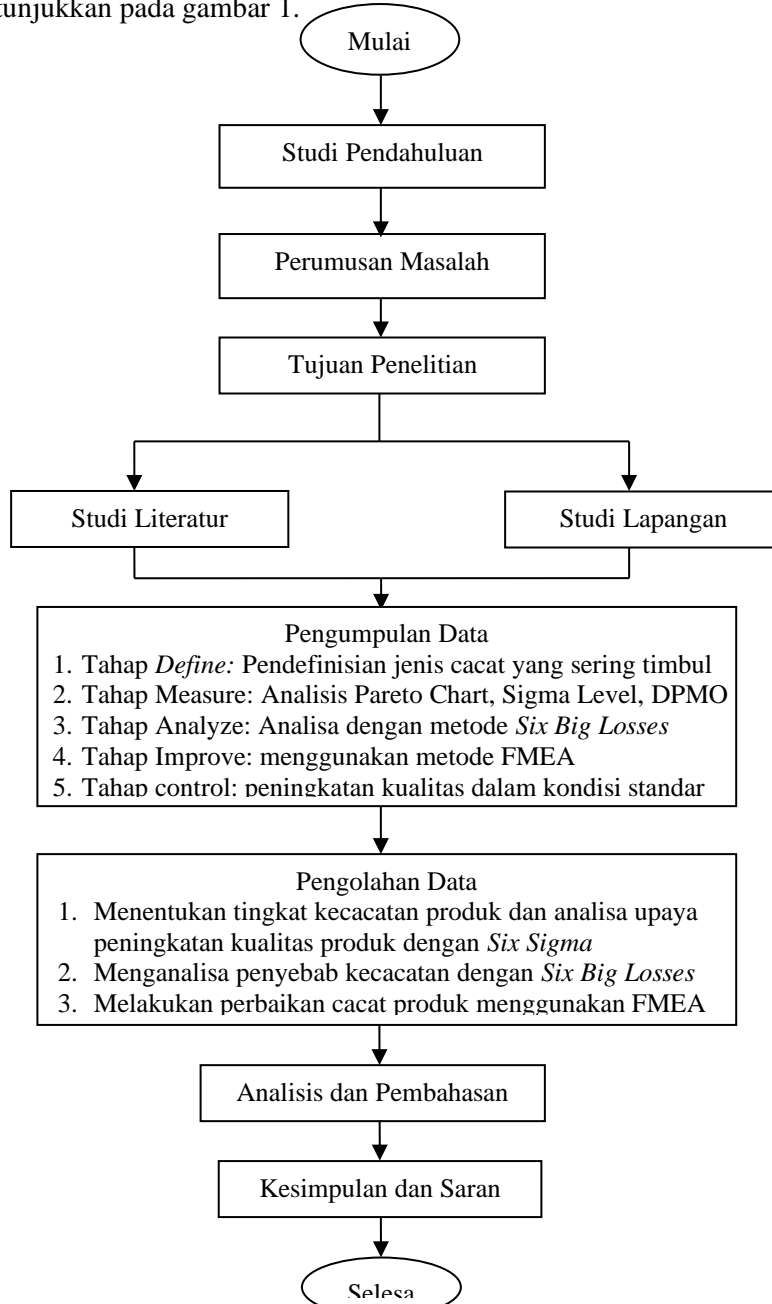 tunjukkan pada gambar 1.
Mulai
Studi Pendahuluan
Perumusan Masalah
Tujuan Penelitian
Studi Literatur
Studi Lapangan
Pengumpulan Data
1. Tahap Define: Pendefinisian jenis cacat yang sering timbul
2. Tahap Measure: Analisis Pareto Chart, Sigma Level, DPMO
3. Tahap Analyze: Analisa dengan metode Six Big Losses
4. Tahap Improve: menggunakan metode FMEA
5. Tahap control: peningkatan kualitas dalam kondisi standar
Pengolahan Data
1. Menentukan tingkat kecacatan produk dan analisa upaya
peningkatan kualitas produk dengan Six Sigma
2. Menganalisa penyebab kecacatan dengan Six Big Losses
3. Melakukan perbaikan cacat produk menggunakan FMEA
Analisis dan Pembahasan
Kesimpulan dan Saran
Selesa